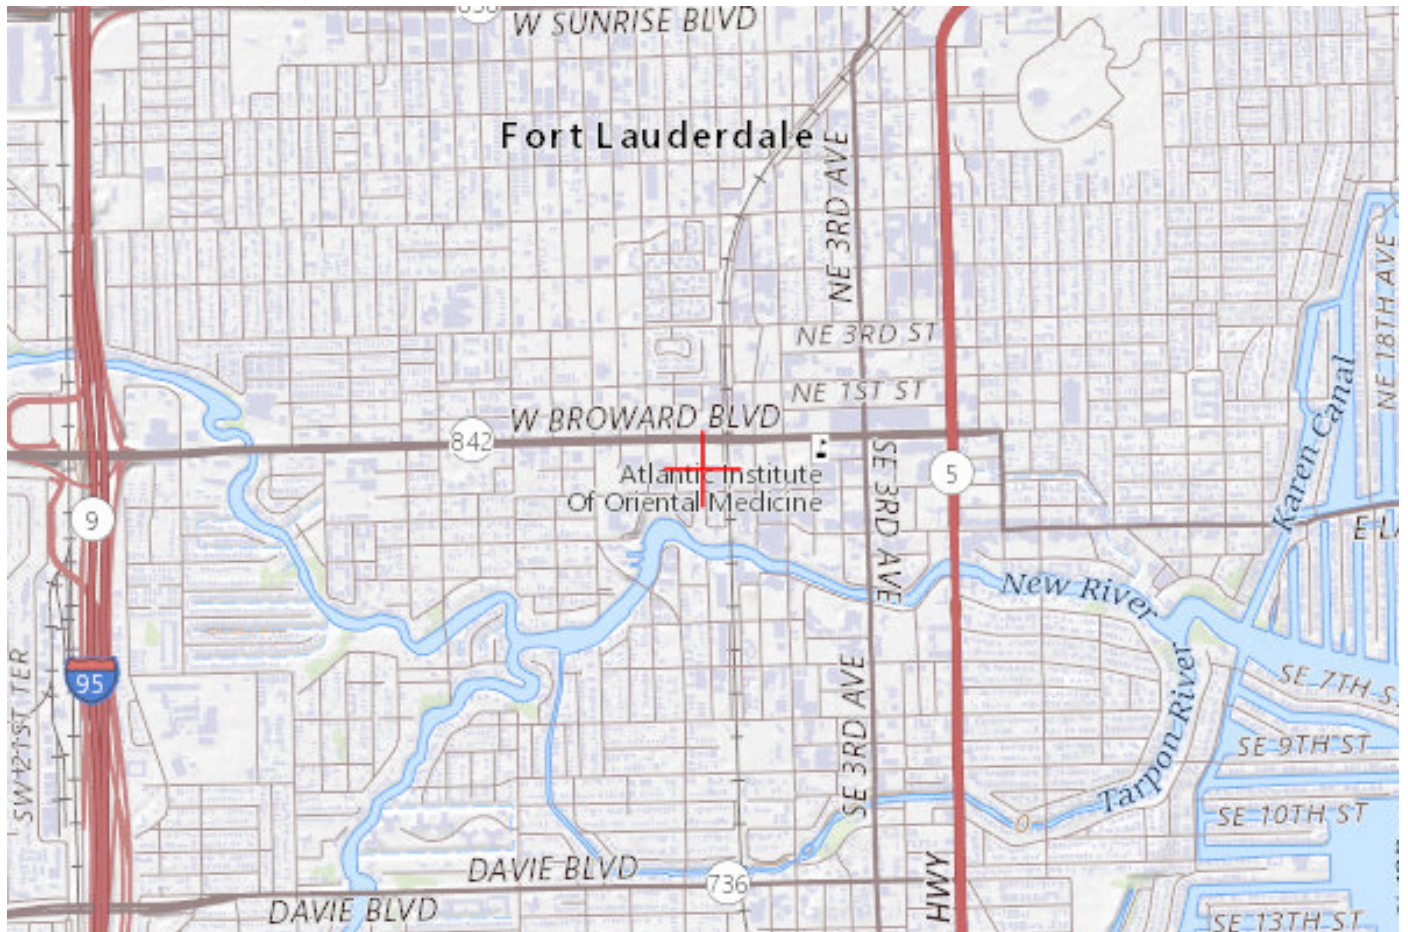 W SUNRISE BLVD
Fort Lauderdale
NE 3RD AVE
NE 18TH AVE
NE 3RD ST
NE 1ST ST
Karen Canal
W BROWARD BLVD
842
5
9
Atlantic Institute
Of Oriental Medicine
SE 3RD AVE
New River
95
SW 21ST TER
SE 3RD AVE
Tarpon River
SE 7TH
SE 9TH ST
SE 10TH ST
DAVIE BLVD
736
HWY
DAVIE BLVD
SE 13TH ST